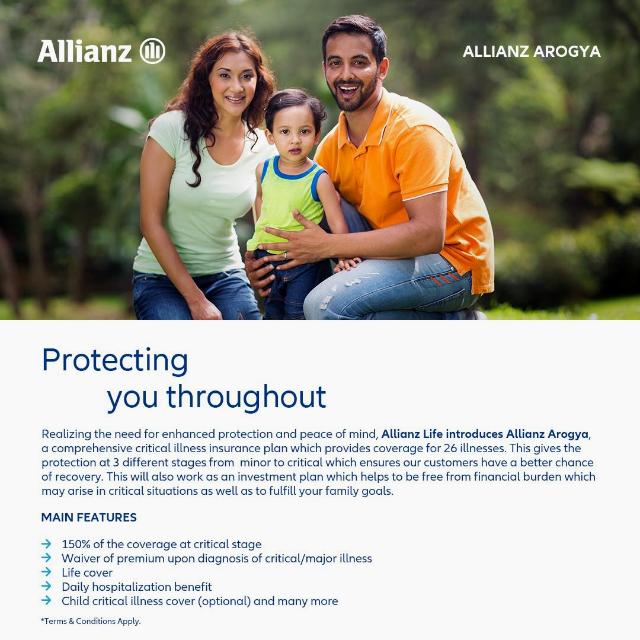 Allianz
ALLIANZ AROGYA
Protecting
you throughout
Realizing the need for enhanced protection and peace of mind, Allianz Life introduces Allianz Arogya,
a comprehensive critical illness insurance plan which provides coverage for 26 illnesses. This gives the
protection at 3 different stages from minor to critical which ensures our customers have a better chance
of recovery. This will also work as an investment plan which helps to be free from financial burden which
may arise in critical situations as well as to fulfill your family goals.
MAIN FEATURES
→ 150% of the coverage at critical stage
→ Waiver of premium upon diagnosis of critical/major illness
→ Life cover
→ Daily hospitalization benefit
→ Child critical illness cover (optional) and many more
*Terms & Conditions Apply.